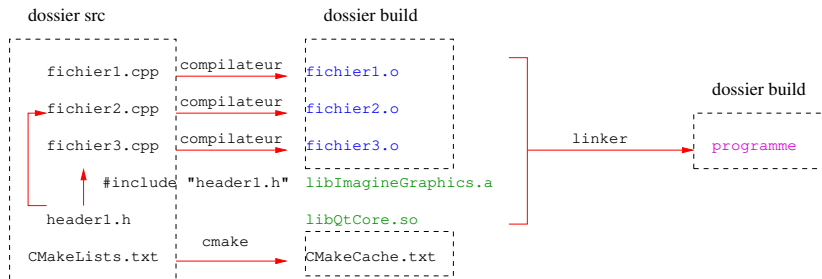 dossier src
dossier build
fichier1.cpp compilateur fichier1.o
dossier build
fichier2.cpp compilateur fichier2.o
fichier3.cpp compilateur fichier3.o
linker
programme
#include "header1.h" libImagineGraphics.a
header1.h libQtCore.so
CMakeLists.txt cmake CMakeCache.txt